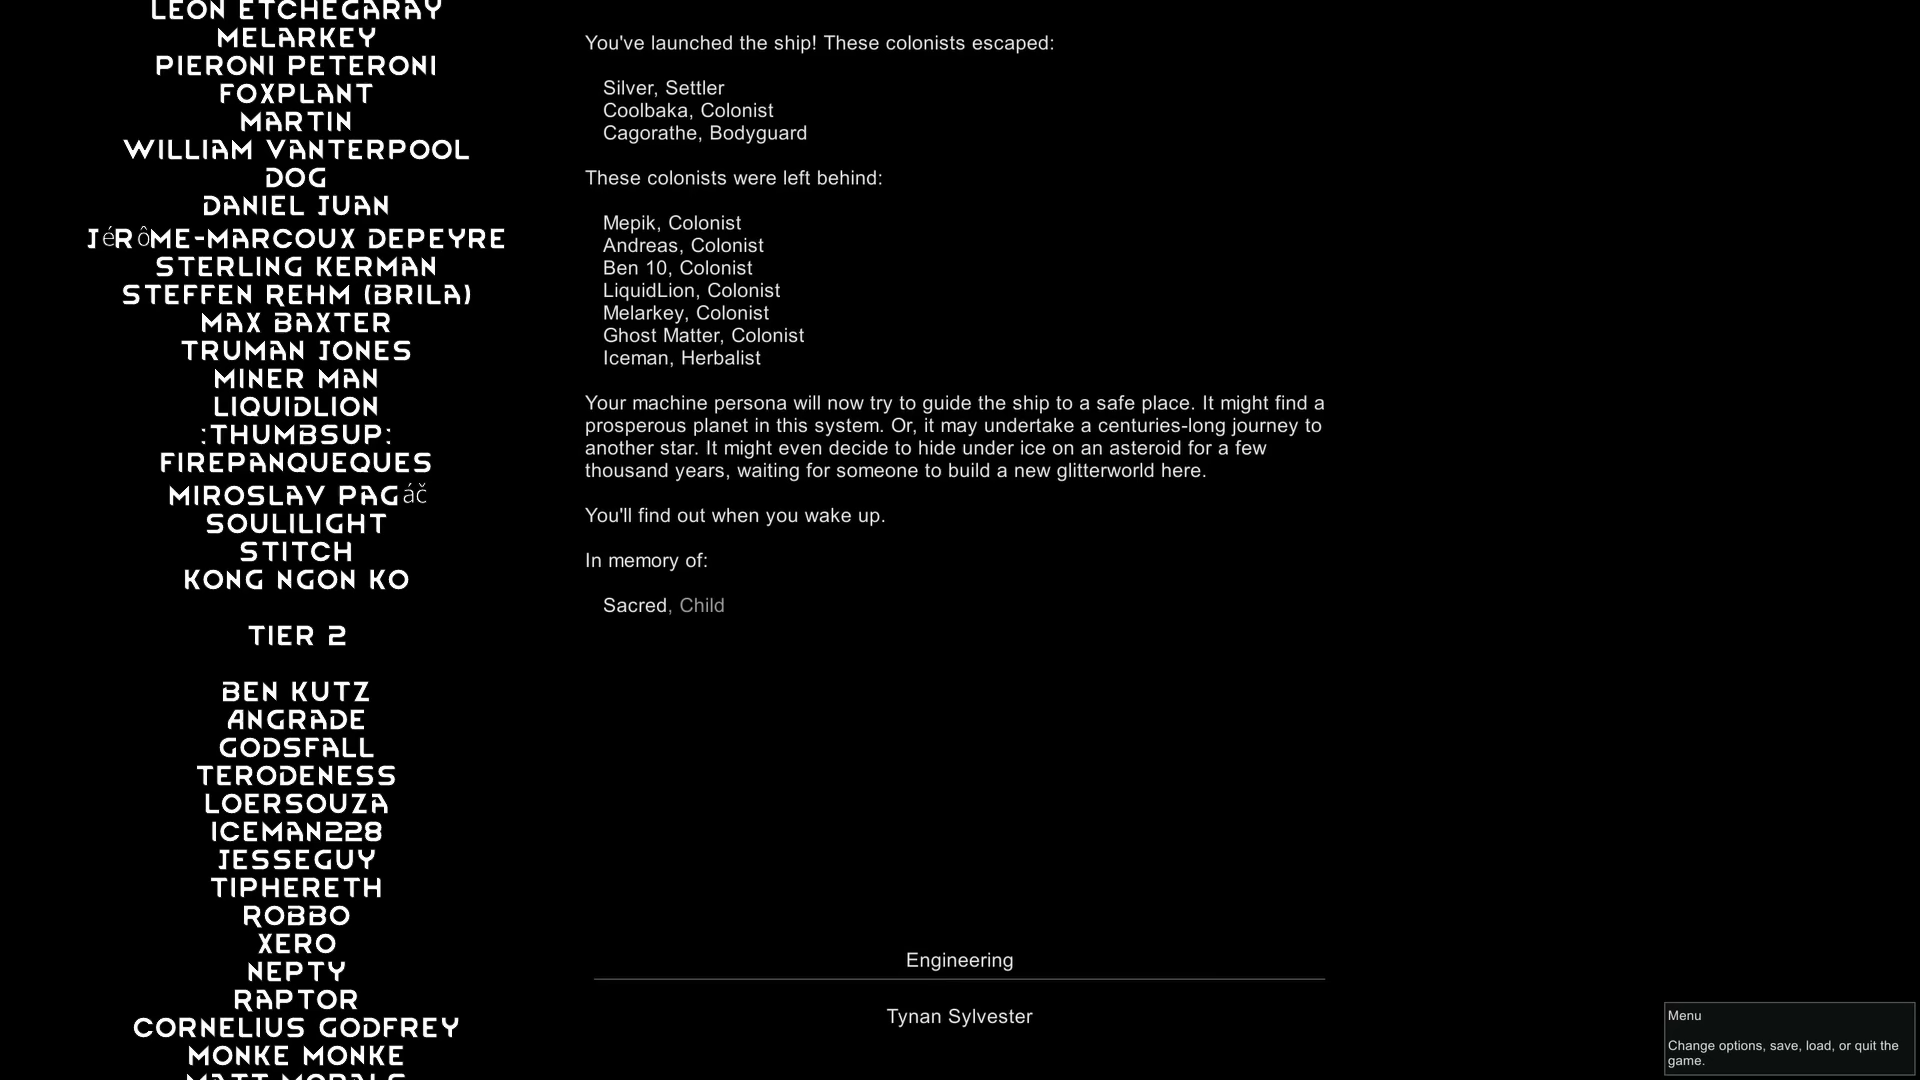 LEON ETCHEGARAY
MELARKEY
PIERONI PETERONI
FOXPLANT
MARTIN
WILLIAM VANTERPOOL
DOG
DANIEL JUAN
JéRôME-MARCOUX DEPEYRE
STERLING KERMAN
STEFFEN REHM (BRILA)
MAX BAXTER
TRUMAN JONES
MINER MAN
LIQUIDLION
:THUMBSUP:
FIREPANQUEQUES
MIROSLAV PAGáč
SOULILIGHT
STITCH
KONG NGON KO
TIER 2
BEN KUTZ
ANGRADE
GODSFALL
TERODENESS
LOERSOUZA
ICEMAN228
JESSEGUY
TIPHERETH
ROBBO
XERO
NEPTY
RAPTOR
CORNELIUS GODFREY
MONKE MONKE
You've launched the ship! These colonists escaped:
Silver, Settler
Coolbaka, Colonist
Cagorathe, Bodyguard
These colonists were left behind:
Mepik, Colonist
Andreas, Colonist
Ben 10, Colonist
LiquidLion, Colonist
Melarkey, Colonist
Ghost Matter, Colonist
Iceman, Herbalist
Your machine persona will now try to guide the ship to a safe place. It might find a
prosperous planet in this system. Or, it may undertake a centuries-long journey to
another star. It might even decide to hide under ice on an asteroid for a few
thousand years, waiting for someone to build a new glitterworld here.
You'll find out when you wake up.
In memory of:
Sacred, Child
Engineering
Tynan Sylvester
Menu
Change options, save, load, or quit the
game.